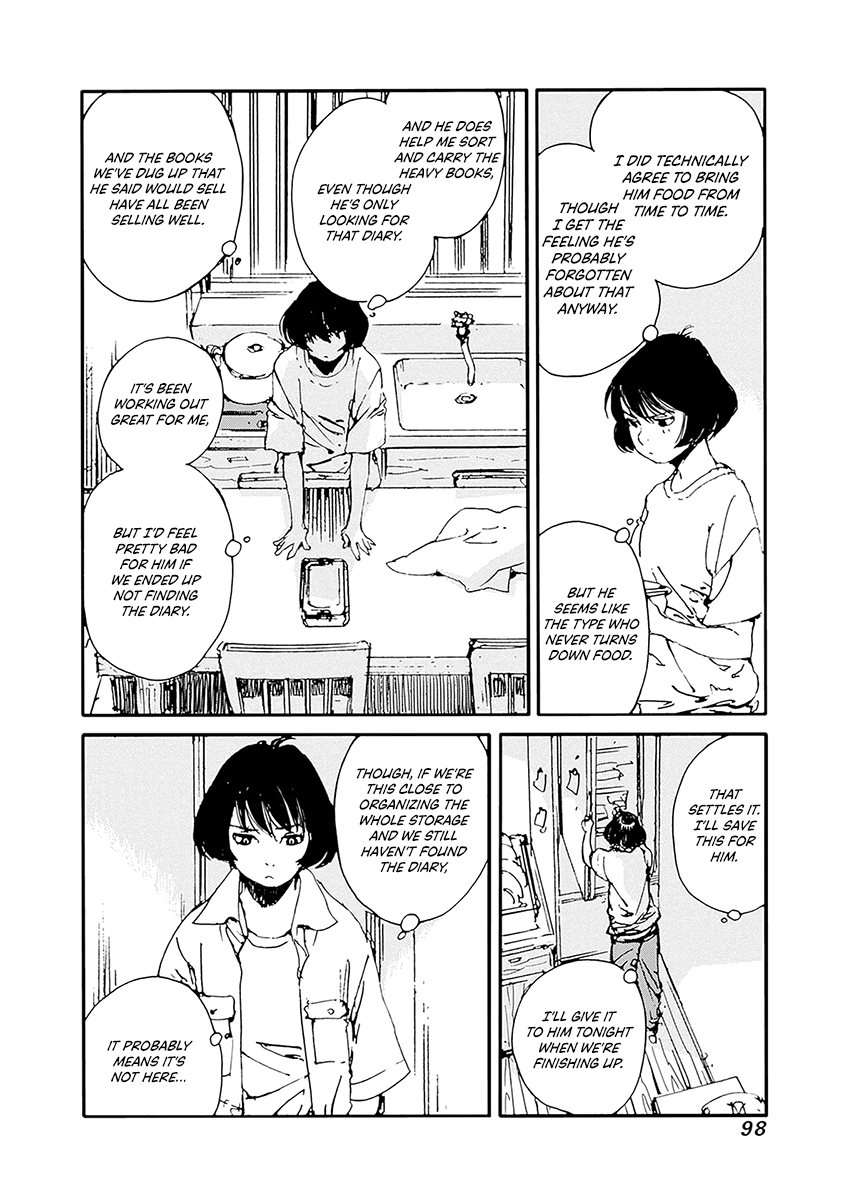 I DID TECHNICALLY
AGREE TO BRING
HIM FOOD FROM
TIME TO TIME.
THOUGH
I GET THE
FEELING HE'S
PROBABLY
FORGOTTEN
ABOUT THAT
ANYWAY.
BUT HE
SEEMS LIKE
THE TYPE WHO
NEVER TURNS
DOWN FOOD.
AND HE DOES
HELP ME SORT
AND CARRY THE
HEAVY BOOKS,
EVEN THOUGH
HE'S ONLY
LOOKING FOR
THAT DIARY.
AND THE BOOKS
WE'VE DUG UP THAT
HE SAID WOULD SELL
HAVE ALL BEEN
SELLING WELL.
IT'S BEEN
WORKING OUT
GREAT FOR ME,
BUT I'D FEEL
PRETTY BAD
FOR HIM IF
WE ENDED UP
NOT FINDING
THE DIARY.
THAT
SETTLES IT.
I'LL SAVE
THIS FOR
HIM.
I'LL GIVE IT
TO HIM TONIGHT
WHEN WE'RE
FINISHING UP.
THOUGH, IF WE'RE
THIS CLOSE TO
ORGANIZING THE
WHOLE STORAGE
AND WE STILL
HAVEN'T FOUND
THE DIARY,
IT PROBABLY
MEANS IT'S
NOT HERE...
98